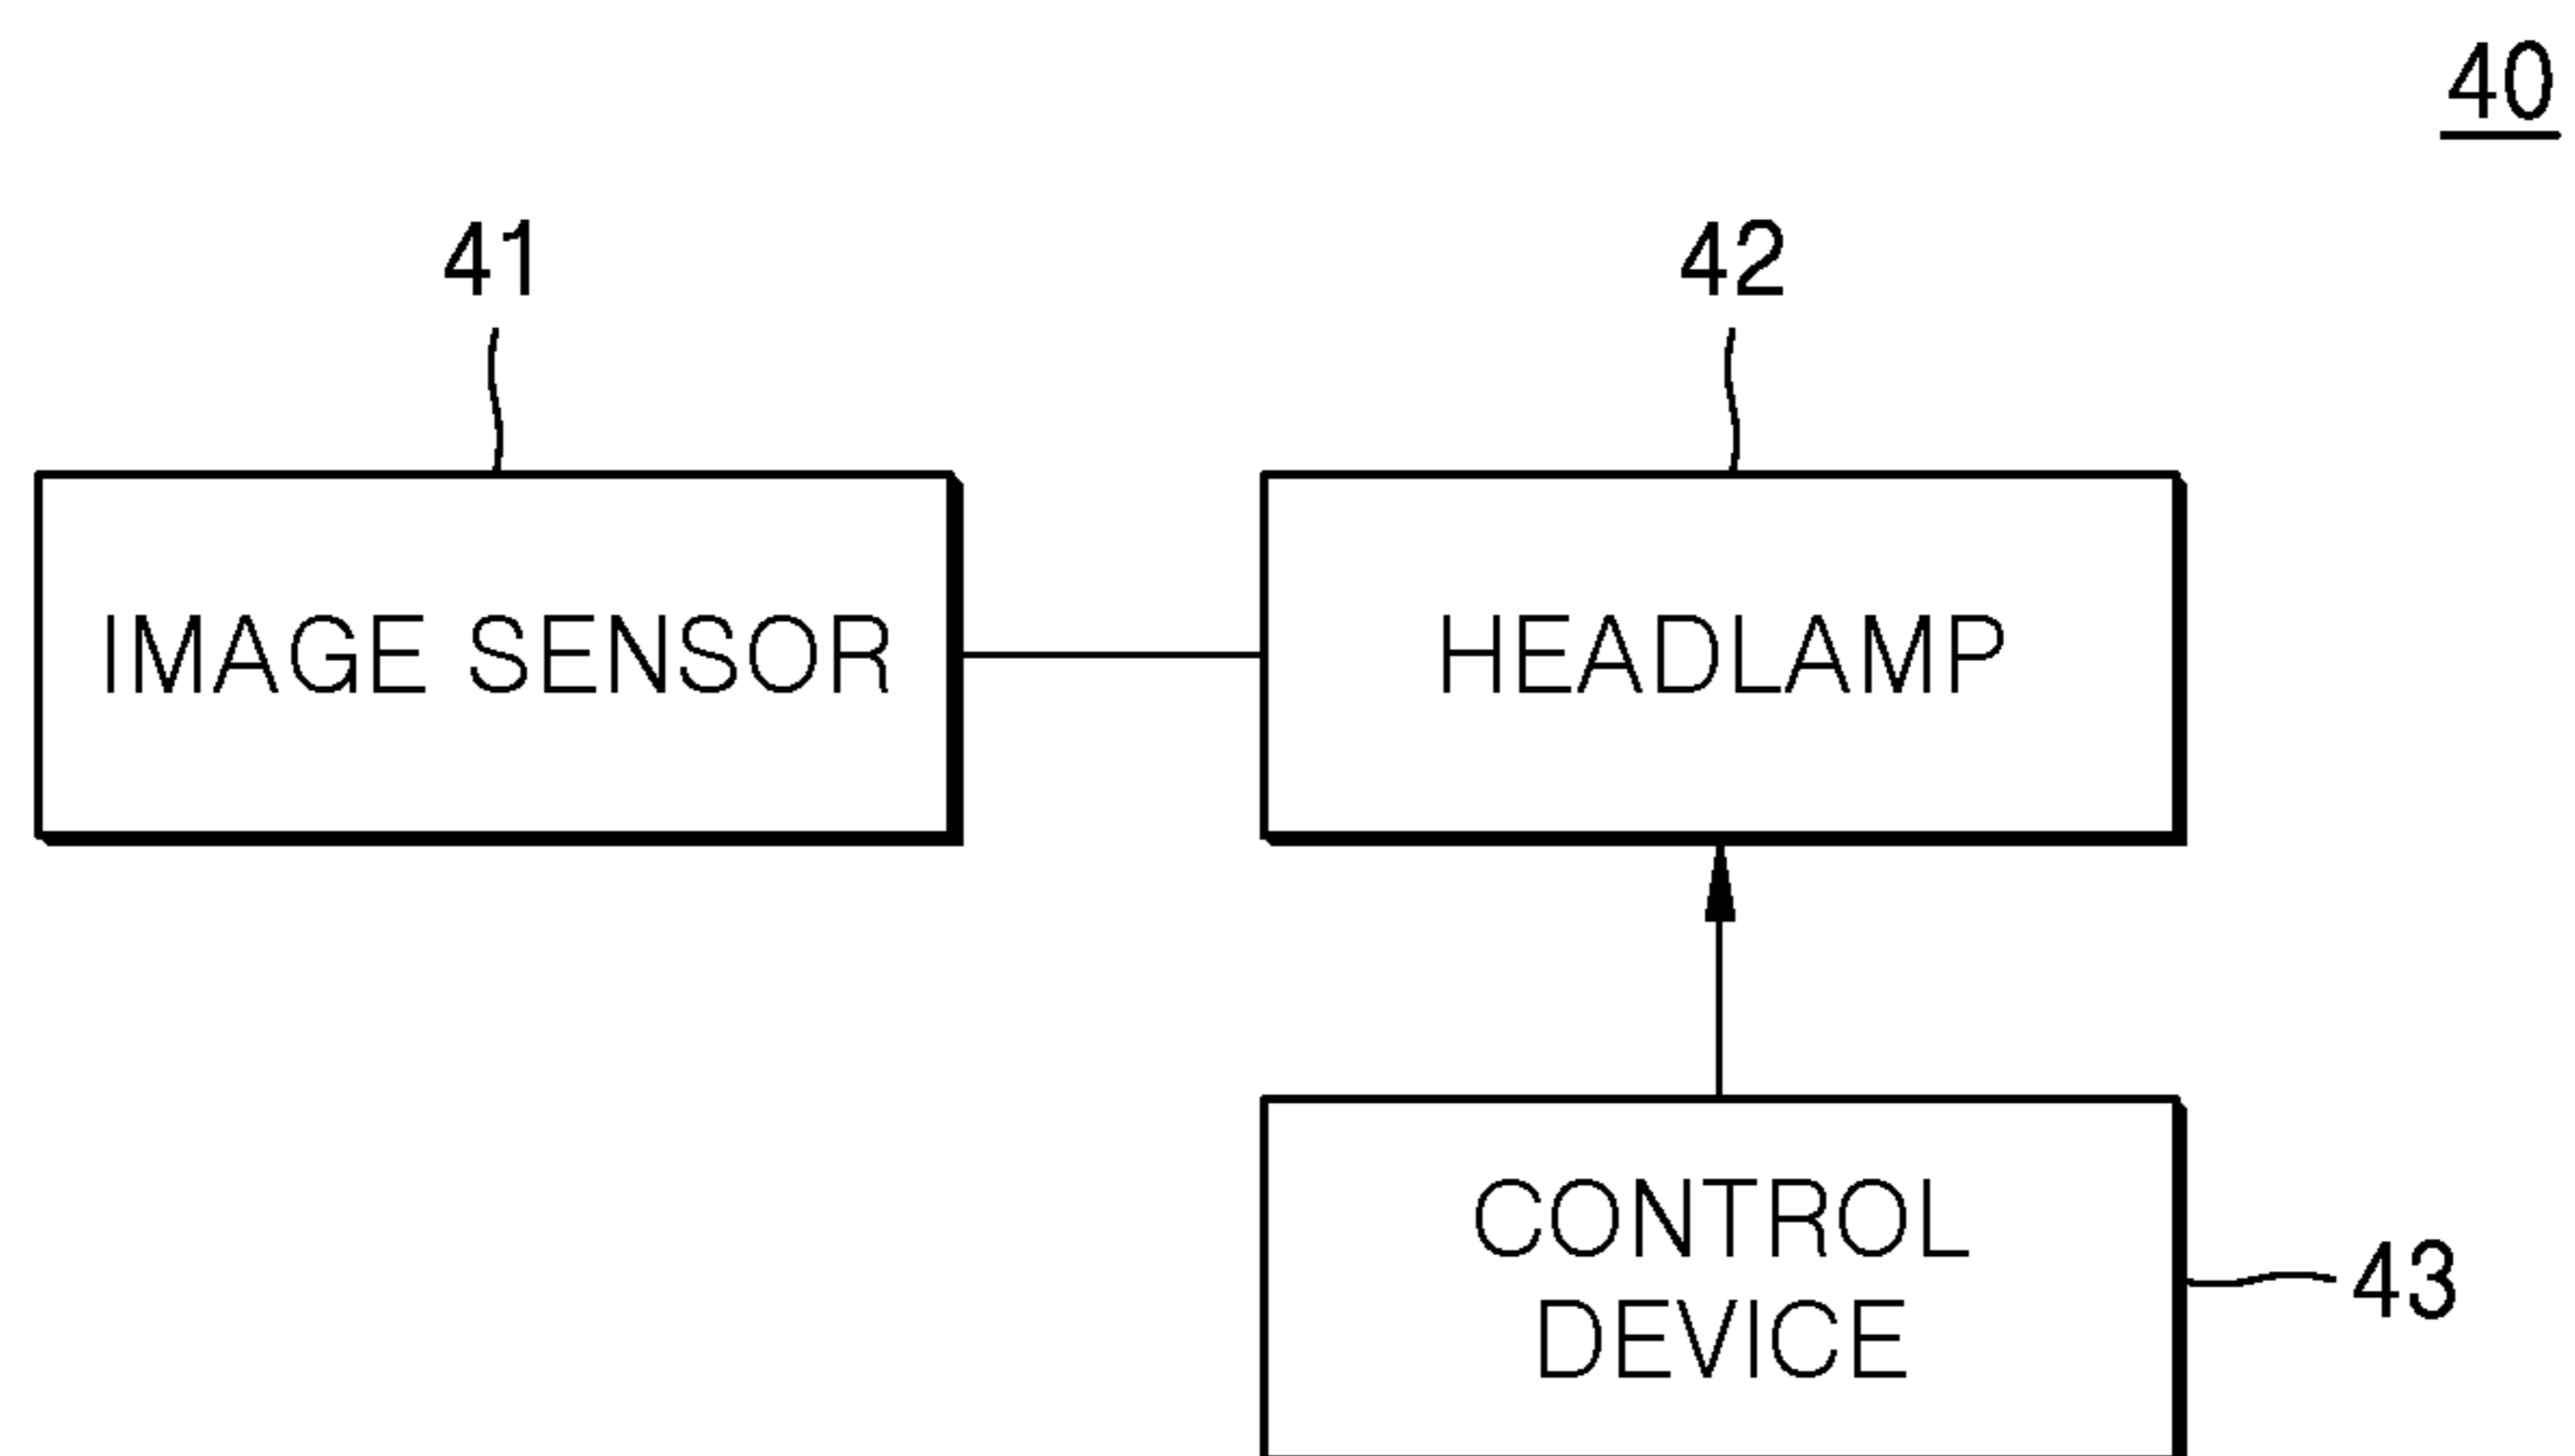 40
41
42
IMAGE SENSOR
HEADLAMP
CONTROL
DEVICE
43